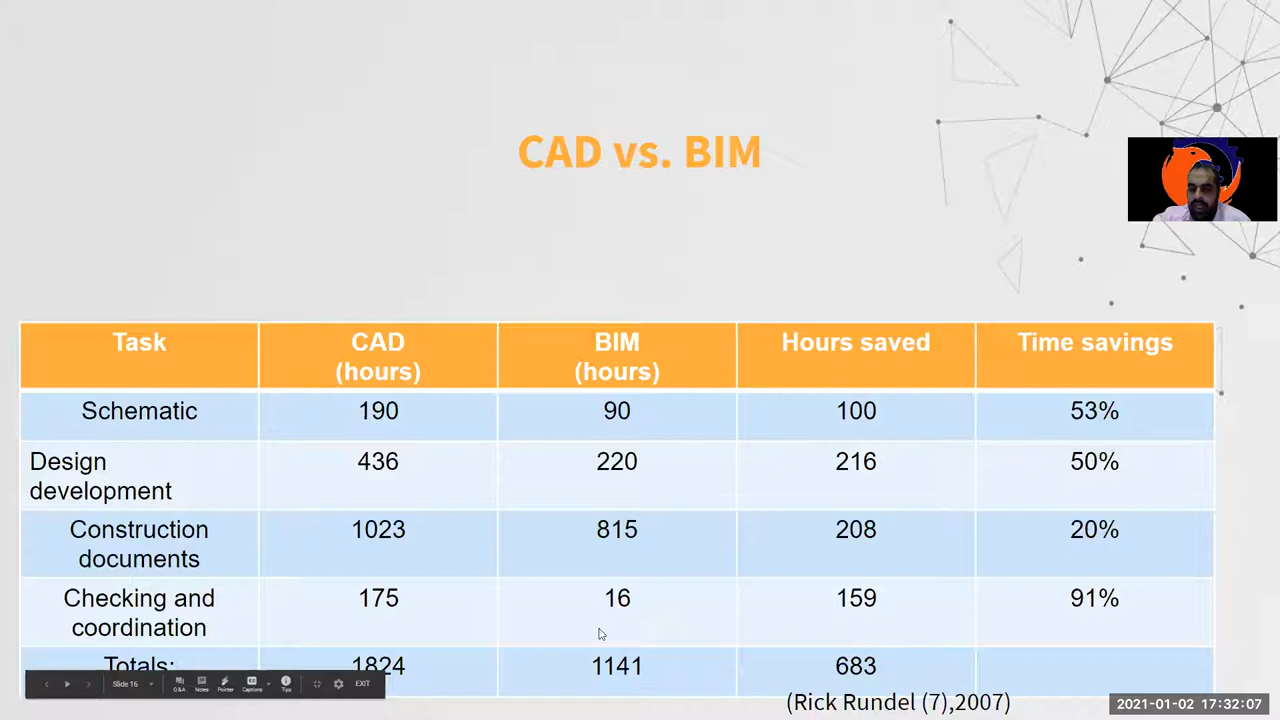 CAD vs. BIM
Task CAD BIM Hours saved Time savings
(hours) (hours)
Schematic 190 90 100 53%
Design 436 220 216 50%
development
Construction 1023 815 208 20%
documents
Checking and 175 16 159 91%
coordination
Totals: 1824 1141 683
Slide 16 Q&A Notes Pointer Captions Tips EXIT
(Rick Rundel (7),2007)
2021-01-02 17:32:07